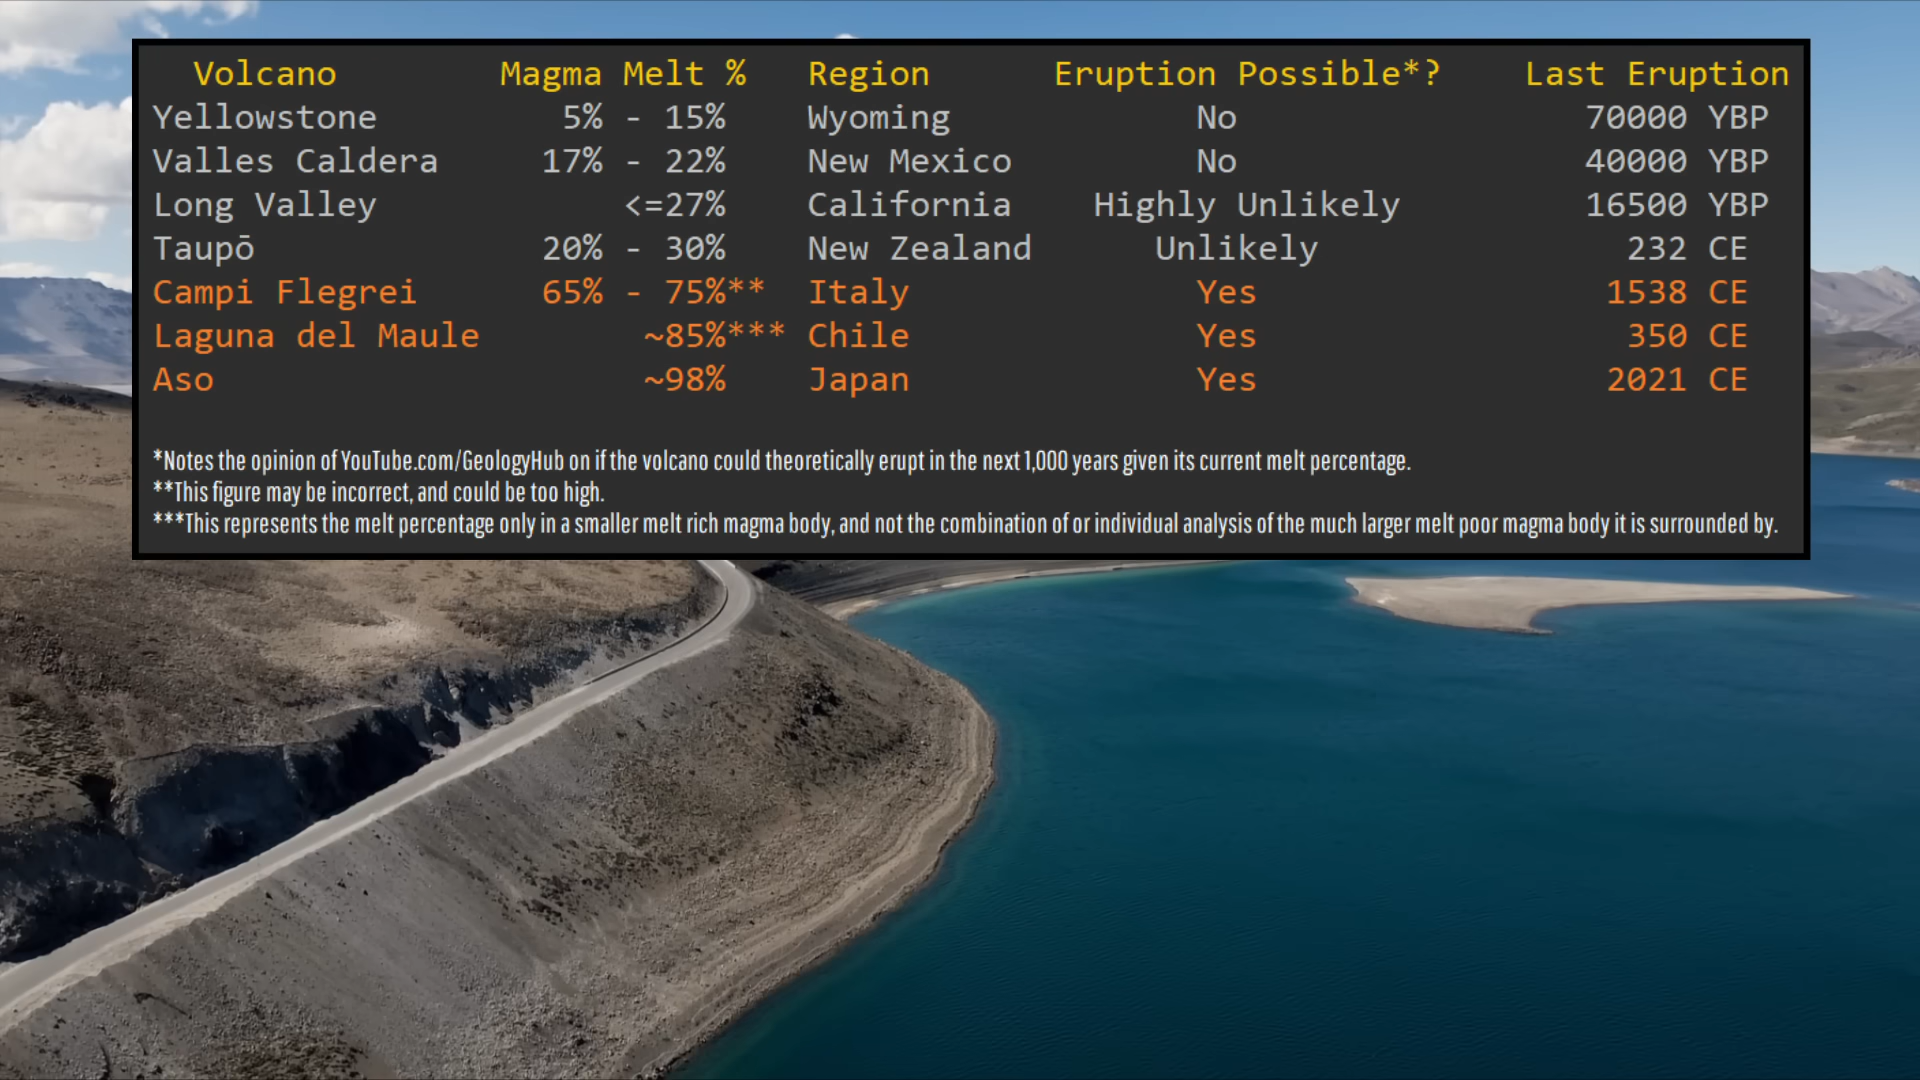 Volcano Magma Melt % Region Eruption Possible*? Last Eruption
Yellowstone 5% - 15% Wyoming No 70000 YBP
Valles Caldera 17% - 22% New Mexico No 40000 YBP
Long Valley <=27% California Highly Unlikely 16500 YBP
Taupō 20% - 30% New Zealand Unlikely 232 CE
Campi Flegrei 65% - 75%** Italy Yes 1538 CE
Laguna del Maule ~85%*** Chile Yes 350 CE
Aso ~98% Japan Yes 2021 CE
*Notes the opinion of YouTube.com/GeologyHub on if the volcano could theoretically erupt in the next 1,000 years given its current melt percentage.
**This figure may be incorrect, and could be too high.
***This represents the melt percentage only in a smaller melt rich magma body, and not the combination of or individual analysis of the much larger melt poor magma body it is surrounded by.